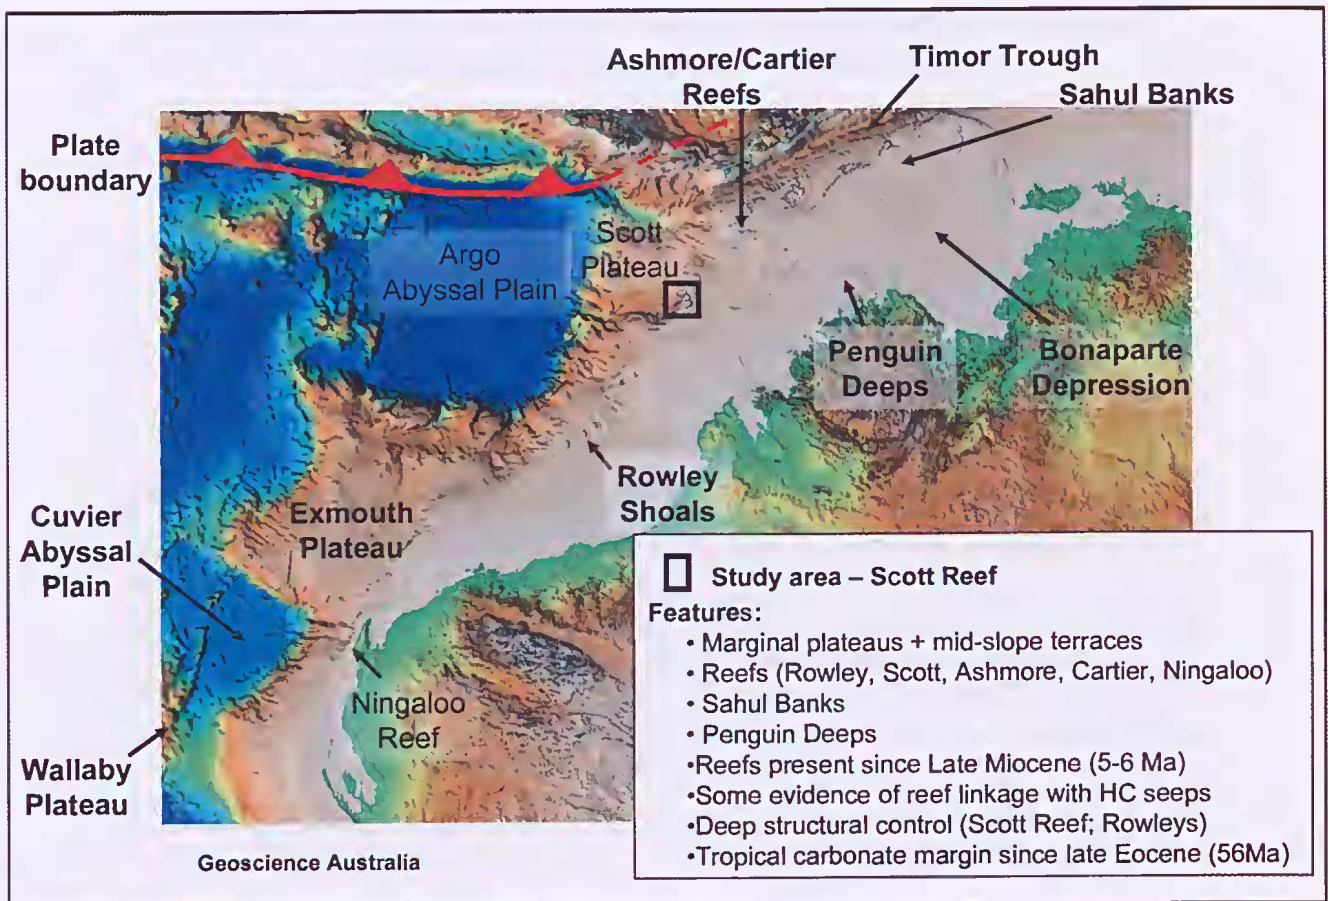 Ashmore/Cartier
Reefs
Timor Trough
Sahul Banks
Plate
boundary
Argo
Abyssal Plain
Scott
Plateau
Penguin
Deeps
Bonaparte
Depression
Rowley
Shoals
Exmouth
Plateau
Cuvier
Abyssal
Plain
Ningaloo
Reef
Wallaby
Plateau
Study area – Scott Reef
Features:
• Marginal plateaus + mid-slope terraces
• Reefs (Rowley, Scott, Ashmore, Cartier, Ningaloo)
• Sahul Banks
• Penguin Deeps
•Reefs present since Late Miocene (5-6 Ma)
•Some evidence of reef linkage with HC seeps
•Deep structural control (Scott Reef; Rowleys)
•Tropical carbonate margin since late Eocene (56Ma)
Geoscience Australia